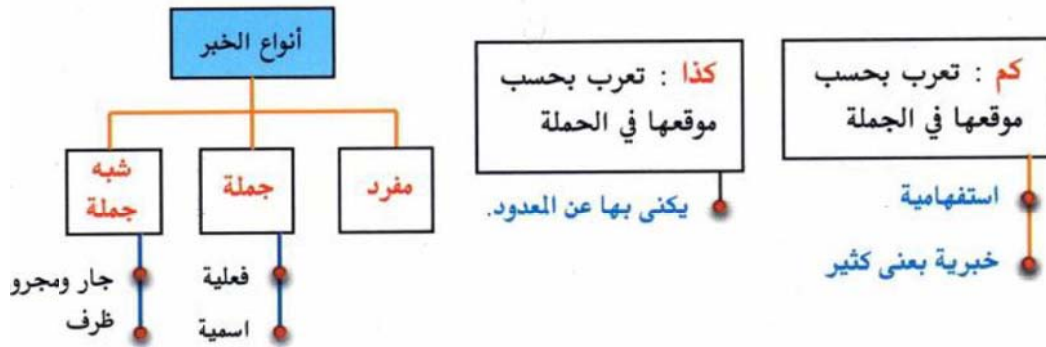 كم : تعرب بحسب
موقعها في الجملة
استفهامية
خبرية بعنى كثير
كذا : تعرب بحسب
موقعها في الحملة
يكنى بها عن المعدود.
أنواع الخبر
مفرد
جملة
فعلية
اسمية
شبه
جملة
جار ومجرو
ظرف